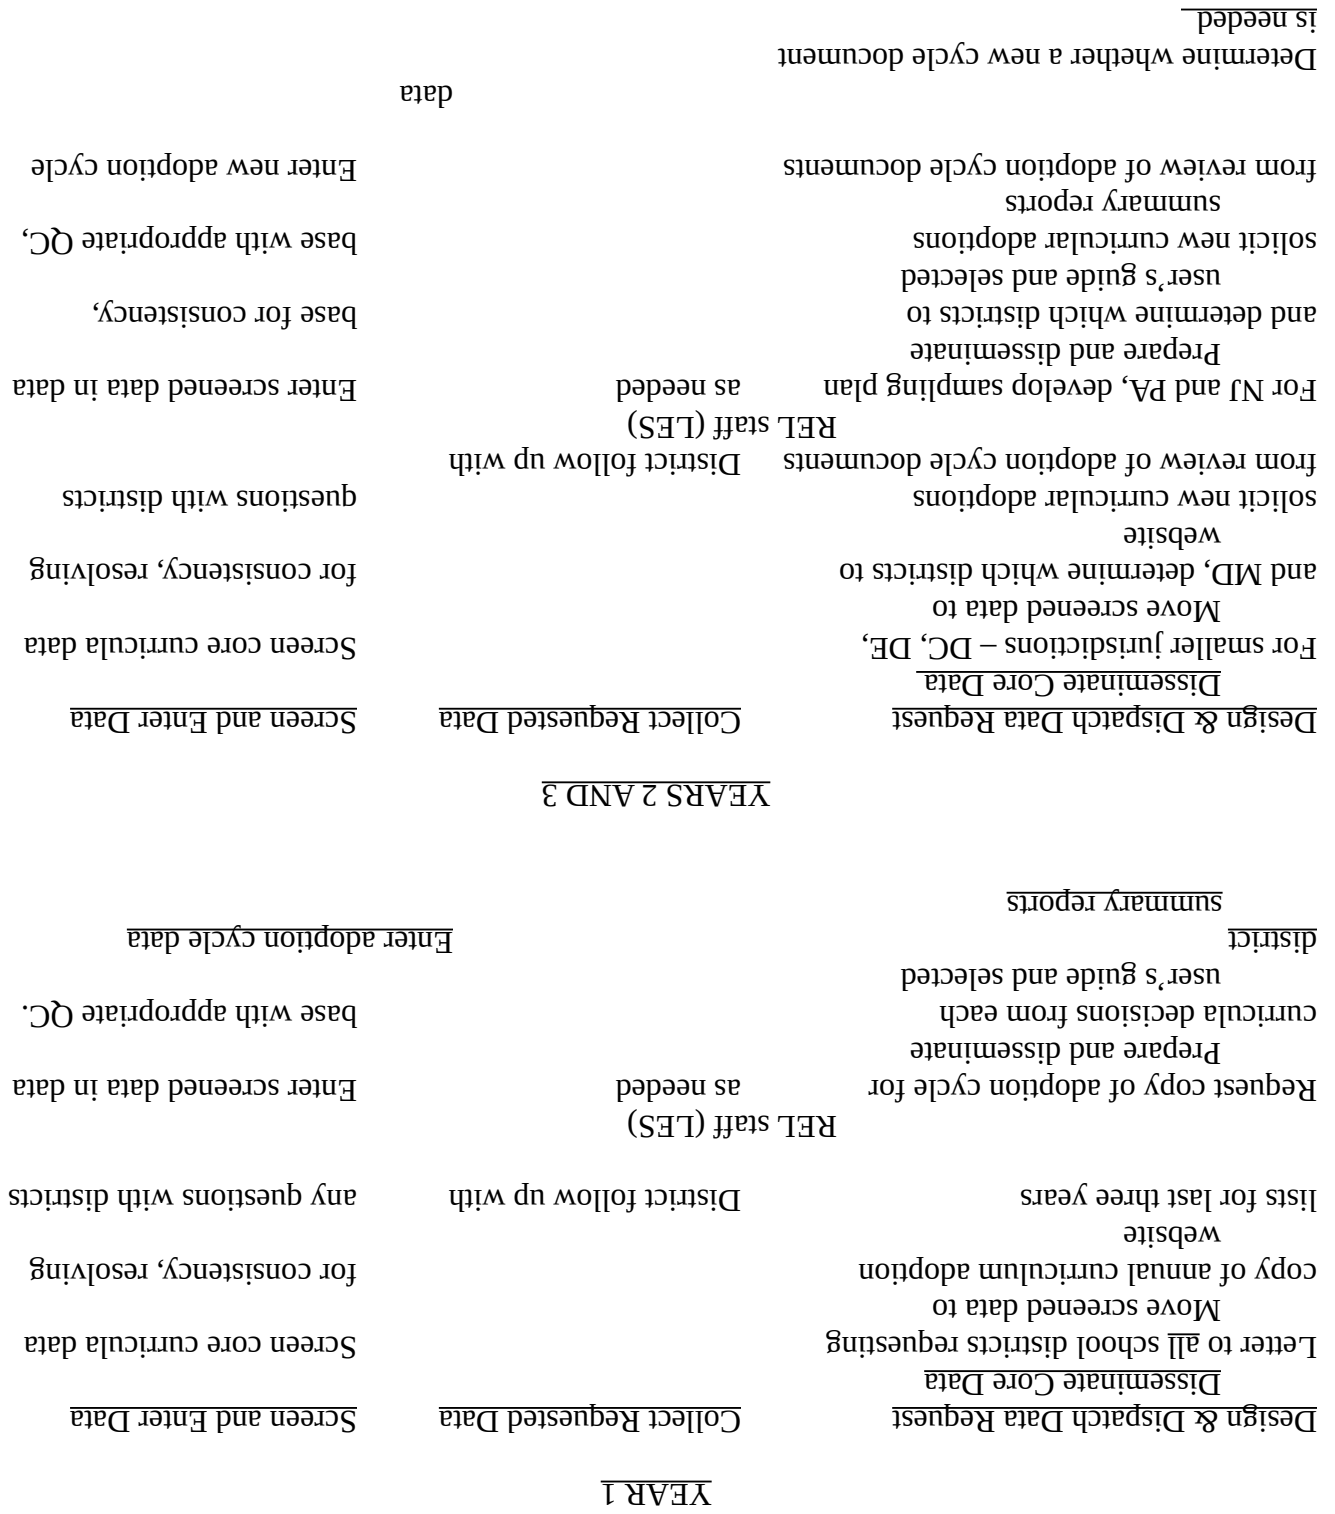 YEAR 1
Design & Dispatch Data Request Collect Requested Data Screen and Enter Data
Disseminate Core Data
Letter to all school districts requesting Screen core curricula data
Move screened data to
copy of annual curriculum adoption for consistency, resolving
website
lists for last three years District follow up with any questions with districts
REL staff (LES)
Request copy of adoption cycle for as needed Enter screened data in data
Prepare and disseminate
curricula decisions from each base with appropriate QC.
user’s guide and selected
district Enter adoption cycle data
summary reports
YEARS 2 AND 3
Design & Dispatch Data Request Collect Requested Data Screen and Enter Data
Disseminate Core Data
For smaller jurisdictions – DC, DE, Screen core curricula data
Move screened data to
and MD, determine which districts to for consistency, resolving
website
solicit new curricular adoptions questions with districts
from review of adoption cycle documents District follow up with
REL staff (LES)
For NJ and PA, develop sampling plan as needed Enter screened data in data
Prepare and disseminate
and determine which districts to base for consistency,
user’s guide and selected
solicit new curricular adoptions base with appropriate QC,
summary reports
from review of adoption cycle documents Enter new adoption cycle
data
Determine whether a new cycle document
is needed